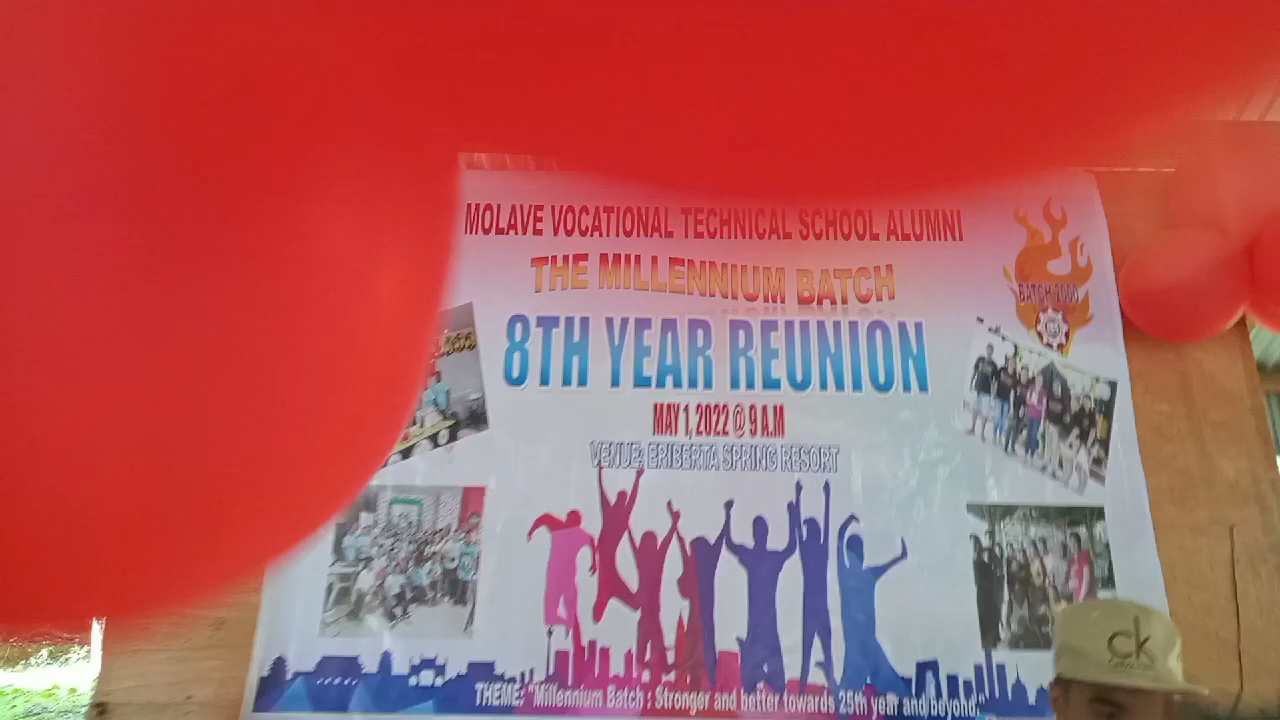 MOLAVE VOCATIONAL TECHNICAL SCHOOL ALUMNI
THE MILLENNIUM BATCH
BATCH 2000
8TH YEAR REUNION
MAY 1, 2022 @ 9 A.M
VENUE: ERIBERTA SPRING RESORT
THEME: "Millennium Batch : Stronger and better towards 25th year and beyond."
ck